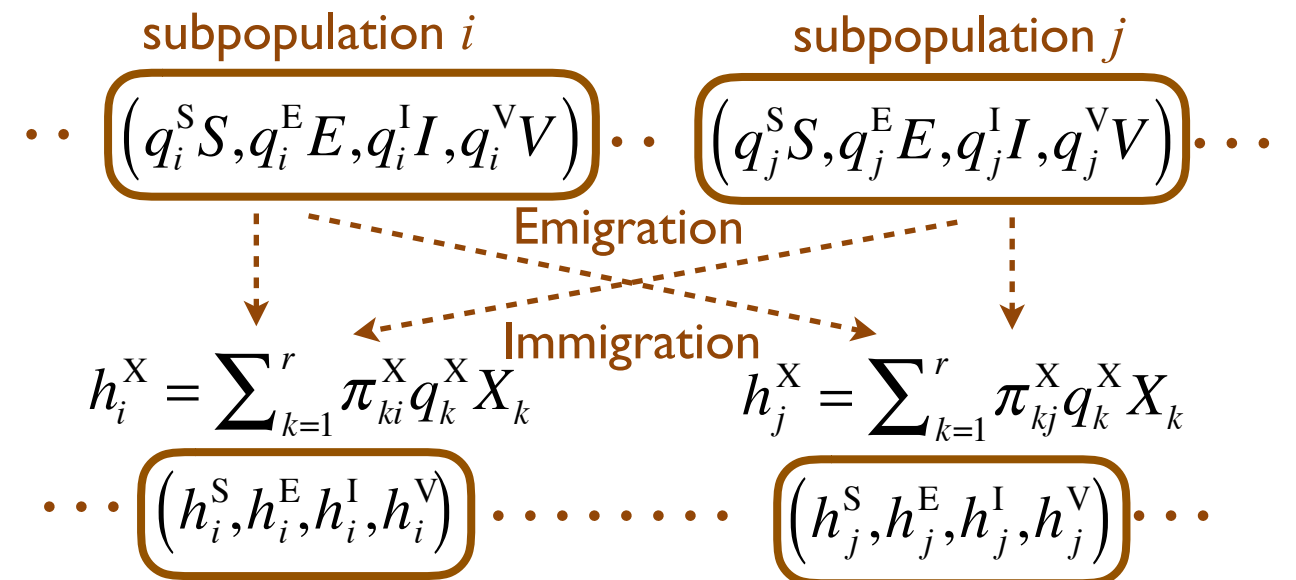 subpopulation i subpopulation j
·· (q_i^S S, q_i^E E, q_i^I I, q_i^V V) ·· (q_j^S S, q_j^E E, q_j^I I, q_j^V V) ···
Emigration
Immigration
h_i^X = ∑_{k=1}^r π_{ki}^X q_k^X X_k h_j^X = ∑_{k=1}^r π_{kj}^X q_k^X X_k
··· (h_i^S, h_i^E, h_i^I, h_i^V) ········ (h_j^S, h_j^E, h_j^I, h_j^V) ···